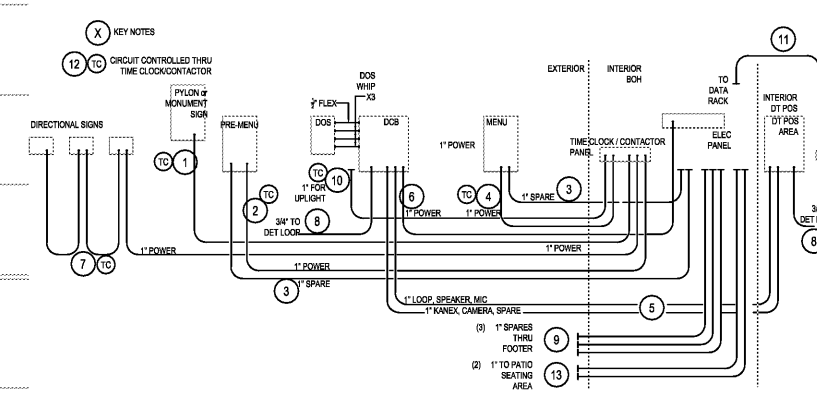 X KEY NOTES
12 TC CIRCUIT CONTROLLED THRU
TIME CLOCK/CONTACTOR
11
DOS
WHIP
X3
EXTERIOR
INTERIOR
BOH
TO
DATA
RACK
PYLON or
MONUMENT
SIGN
FLEX
INTERIOR
DT POS
DIRECTIONAL SIGNS
PRE-MENU
DOS
DCB
MENU
ELEC
PANEL
DT POS
AREA
1" POWER
TIME CLOCK / CONTACTOR
PANEL
TC 1
TC 10
1" FOR
UPLIGHT
6
TC 4
1" SPARE
3
TC
2
3/4" TO
DET LOOP
8
1" POWER
1" POWER
8
1" POWER
1" POWER
7 TC
1" POWER
3 1" SPARE
1" LOOP, SPEAKER, MIC
1" KANEX, CAMERA, SPARE
5
(3) 1" SPARES
THRU
FOOTER
9
(2) 1" TO PATIO
SEATING
AREA
13